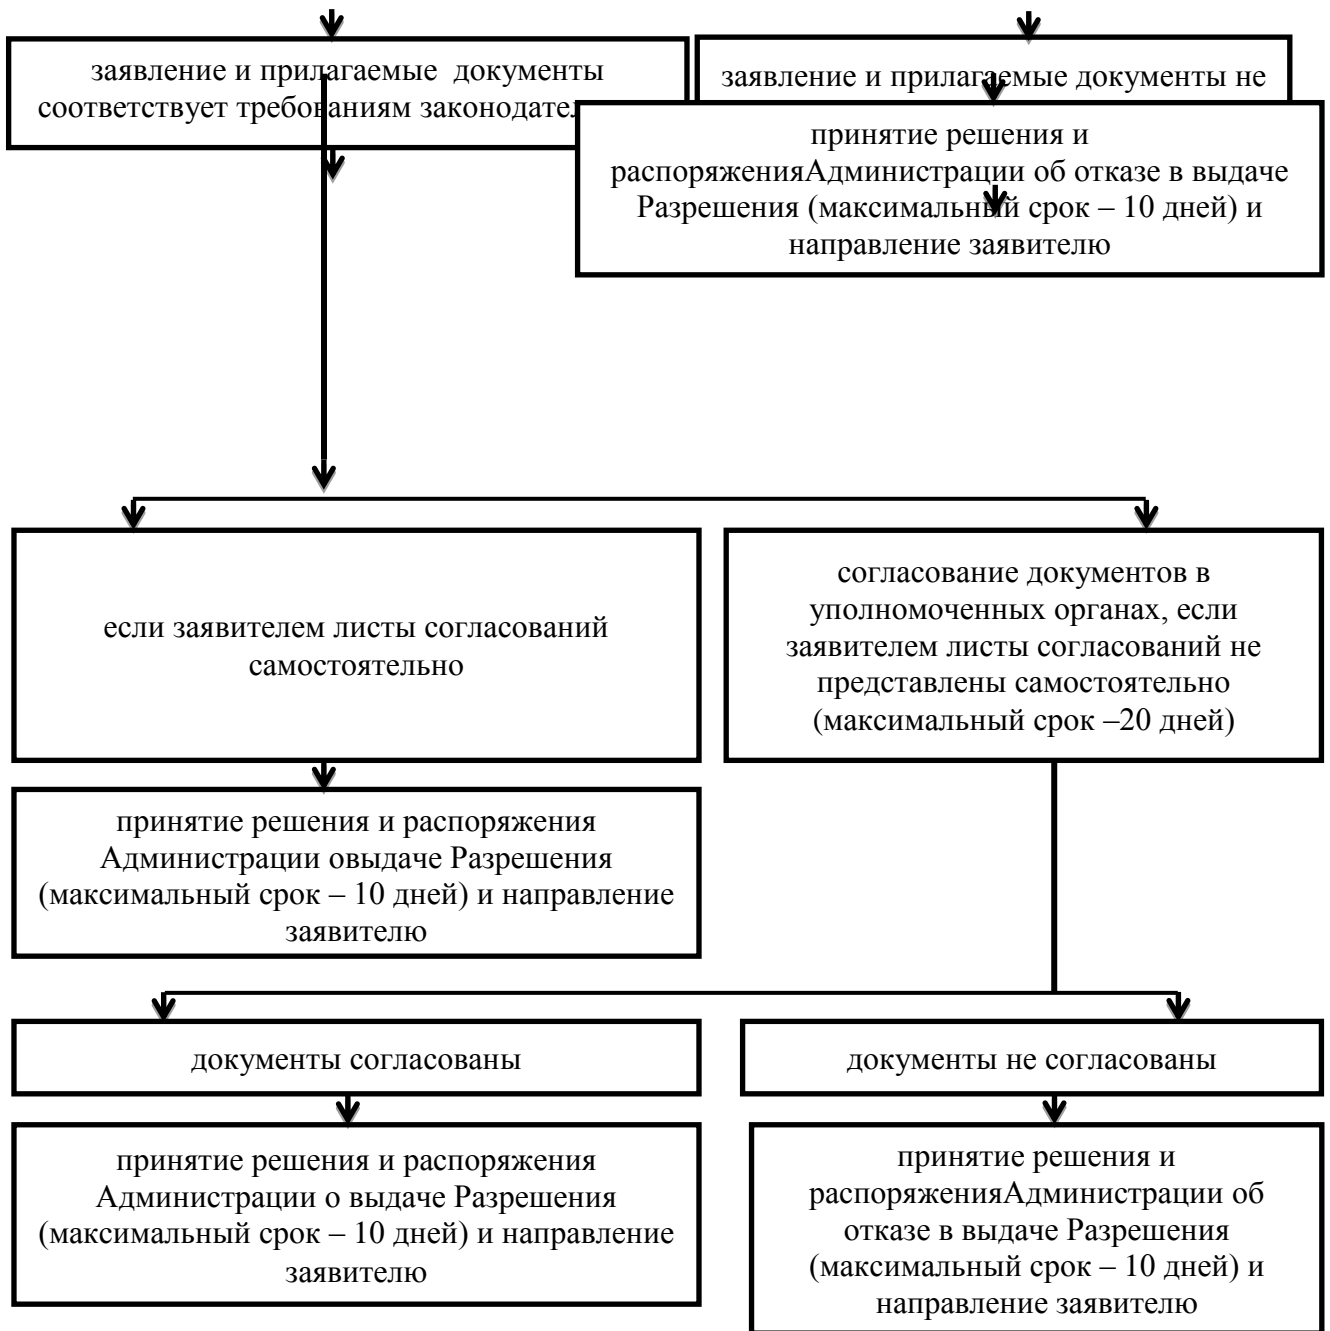 заявление и прилагаемые документы
соответствует требованиям законодател
заявление и прилагаемые документы не
принятие решения и
распоряженияАдминистрации об отказе в выдаче
Разрешения (максимальный срок – 10 дней) и
направление заявителю
если заявителем листы согласований
самостоятельно
согласование документов в
уполномоченных органах, если
заявителем листы согласований не
представлены самостоятельно
(максимальный срок –20 дней)
принятие решения и распоряжения
Администрации овыдаче Разрешения
(максимальный срок – 10 дней) и направление
заявителю
документы согласованы
документы не согласованы
принятие решения и распоряжения
Администрации о выдаче Разрешения
(максимальный срок – 10 дней) и направление
заявителю
принятие решения и
распоряженияАдминистрации об
отказе в выдаче Разрешения
(максимальный срок – 10 дней) и
направление заявителю